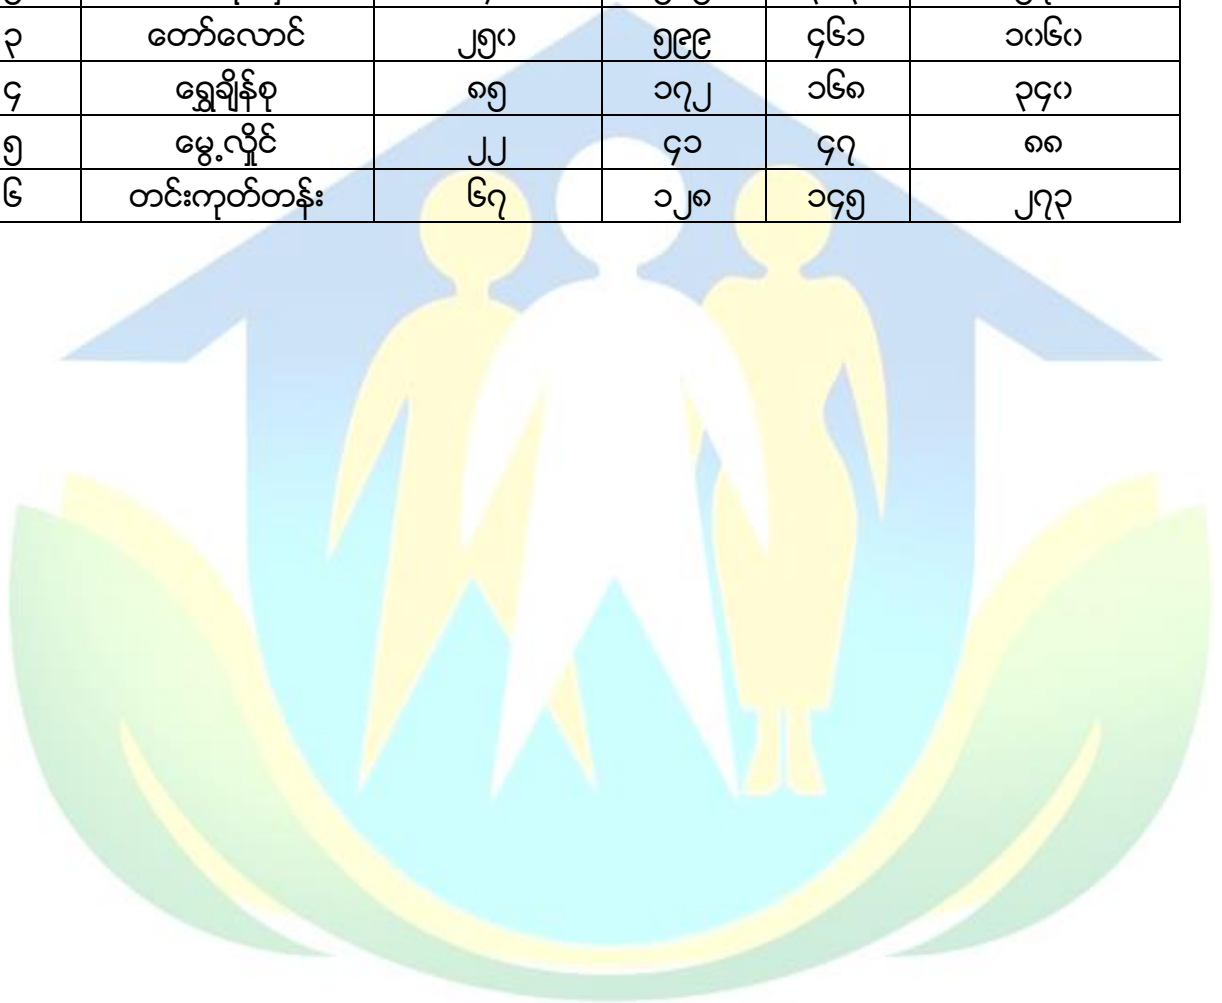 ၃ တော်လောင် ၂၅၀ ၅၉၉ ၄၆၁ ၁၀၆၀
၄ ရွှေချိန်စု ၈၅ ၁၇၂ ၁၆၈ ၃၄၀
၅ မွေ့လှိုင် ၂၂ ၄၁ ၄၇ ၈၈
၆ တင်းကုတ်တန်း ၆၇ ၁၂၈ ၁၄၅ ၂၇၃